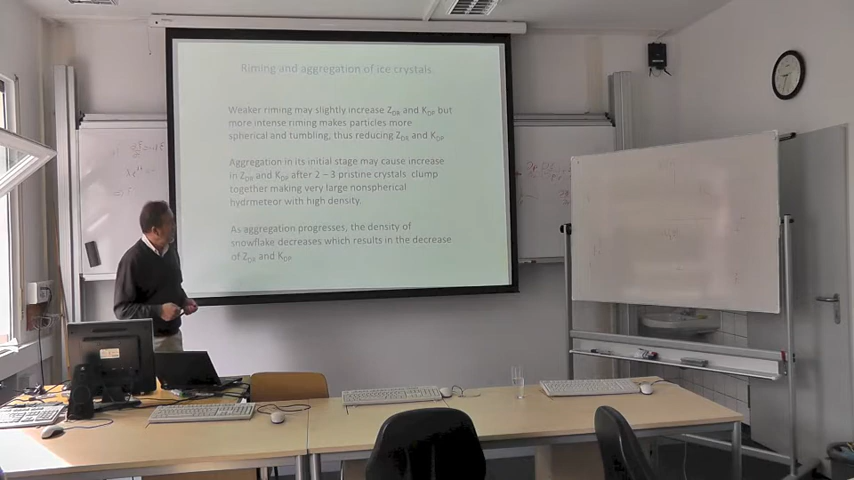 Riming and aggregation of ice crystals
Weaker riming may slightly increase Z_DR and K_DP but
more intense riming makes particles more
spherical and tumbling, thus reducing Z_DR and K_DP
Aggregation in its initial stage may cause increase
in Z_DR and K_DP after 2 – 3 pristine crystals clump
together making very large nonspherical
hydrmeteor with high density.
As aggregation progresses, the density of
snowflake decreases which results in the decrease
of Z_DR and K_DP